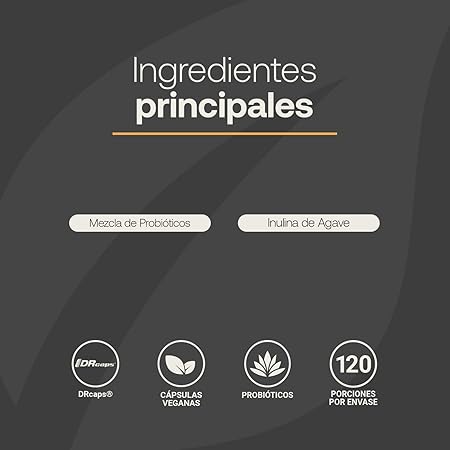 Ingredientes
principales
Mezcla de Probióticos
Inulina de Agave
DRcaps
DRcaps®
CÁPSULAS
VEGANAS
PROBIÓTICOS
120
PORCIONES
POR ENVASE